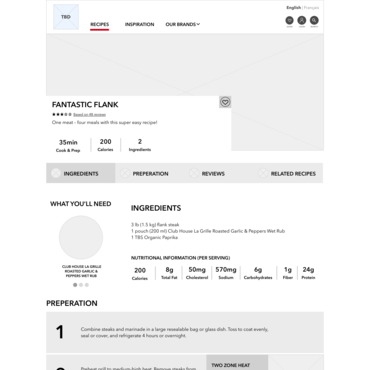 English | Français
TBD
RECIPES
INSPIRATION
OUR BRANDS
FANTASTIC FLANK
Based on 48 reviews
One meat - four meals with this super easy recipe!
35min
200
2
Cook & Prep
Calories
Ingredients
INGREDIENTS
PREPARATION
REVIEWS
RELATED RECIPES
WHAT YOU'LL NEED
CLUB HOUSE LA GRILLE
ROASTED GARLIC &
PEPPERS WET RUB
INGREDIENTS
3 lb (1.5 kg) flank steak
1 pouch (200 ml) Club House La Grille Roasted Garlic & Peppers Wet Rub
1 TBS Organic Paprika
NUTRITIONAL INFORMATION (PER SERVING)
200
8g
50mg
570mg
6g
1g
24g
Calories
Total Fat
Cholesterol
Sodium
Carbohydrates
Fiber
Protein
PREPARATION
1
Combine steaks and marinade in a large resealable bag or glass dish. Toss to coat evenly,
seal or cover, and refrigerate 4 hours or overnight.
Preheat grill to medium-high heat. Remove steaks from
TWO ZONE HEAT